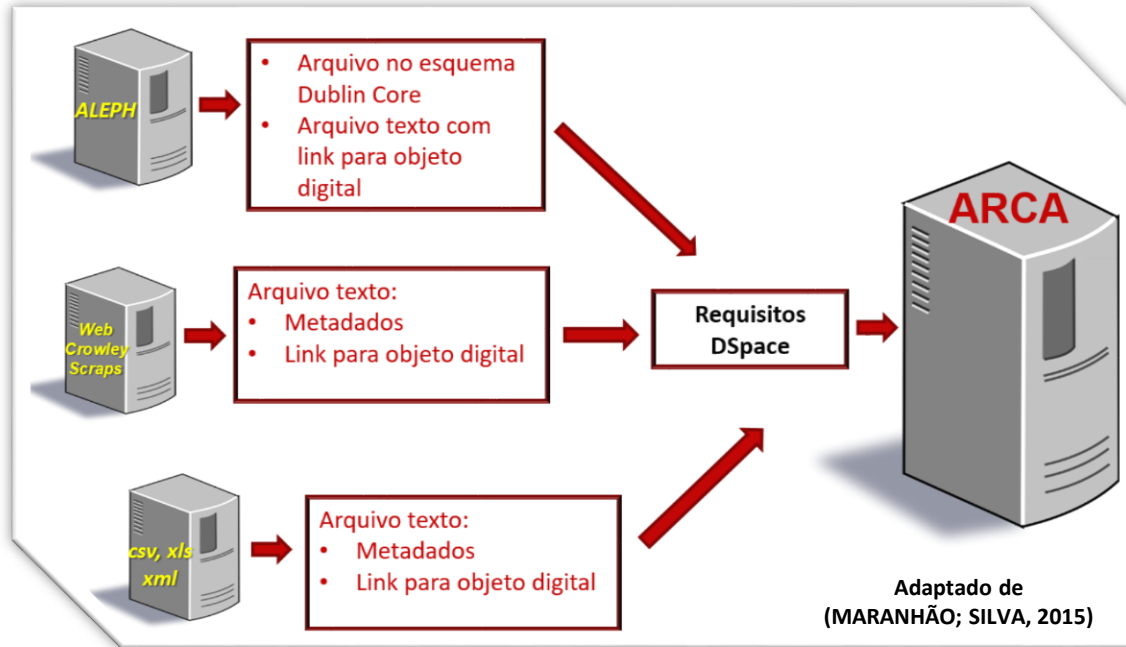 ALEPH
• Arquivo no esquema
Dublin Core
• Arquivo texto com
link para objeto
digital
ARCA
Web
Crowley
Scraps
Arquivo texto:
• Metadados
• Link para objeto digital
Requisitos
DSpace
csv, xls
xml
Arquivo texto:
• Metadados
• Link para objeto digital
Adaptado de
(MARANHÃO; SILVA, 2015)